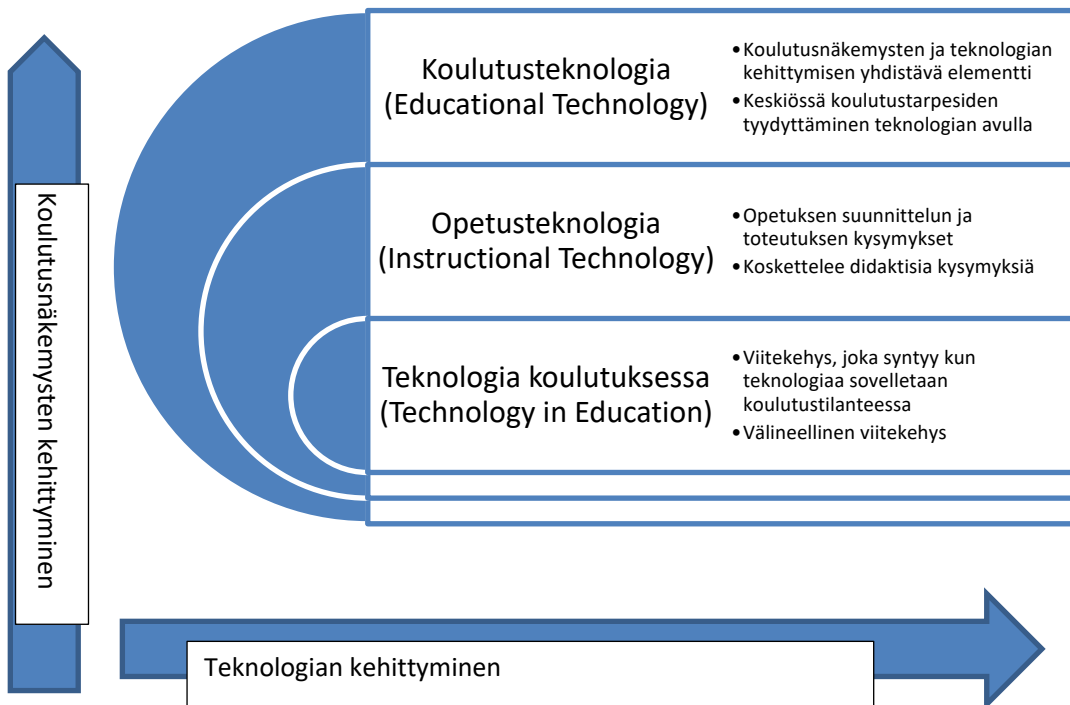 Koulutusteknologia
(Educational Technology)
•Koulutusnäkemysten ja teknologian
kehittymisen yhdistävä elementti
•Keskiössä koulutustarpesiden
tyydyttäminen teknologian avulla
Opetusteknologia
(Instructional Technology)
•Opetuksen suunnittelun ja
toteutuksen kysymykset
•Koskettelee didaktisia kysymyksiä
Teknologia koulutuksessa
(Technology in Education)
•Viitekehys, joka syntyy kun
teknologiaa sovelletaan
koulutustilanteessa
•Välineellinen viitekehys
Koulutusnäkemysten kehittyminen
Teknologian kehittyminen